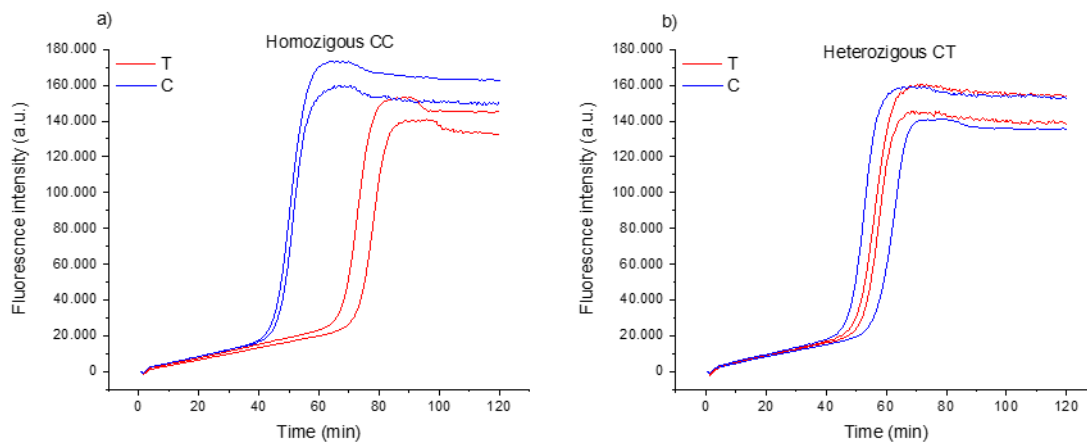 a)
Homozigous CC
180.000
160.000
140.000
120.000
100.000
80.000
60.000
40.000
20.000
0
T
C
Fluorescnce intensity (a.u.)
0 20 40 60 80 100 120
Time (min)
b)
Heterozigous CT
180.000
160.000
140.000
120.000
100.000
80.000
60.000
40.000
20.000
0
T
C
Fluorescnce intensity (a.u.)
0 20 40 60 80 100 120
Time (min)